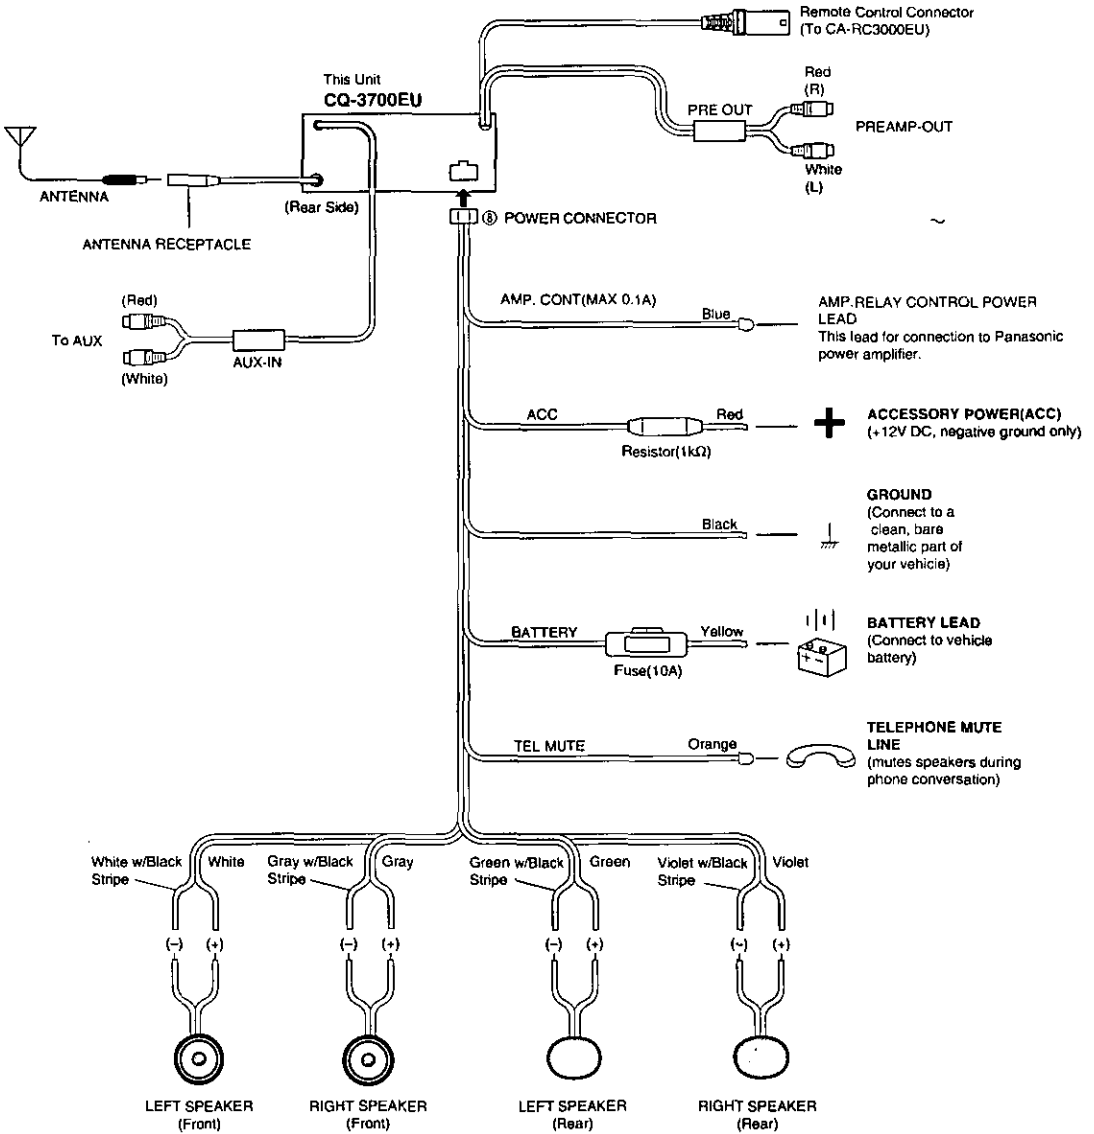 Remote Control Connector
(To CA-RC3000EU)
This Unit
CQ-3700EU
Red
(R)
PRE OUT
PREAMP-OUT
White
(L)
ANTENNA
(Rear Side)
ANTENNA RECEPTACLE
⑧ POWER CONNECTOR
(Red)
To AUX
AUX-IN
(White)
AMP. CONT(MAX 0.1A)
Blue
AMP.RELAY CONTROL POWER
LEAD
This lead for connection to Panasonic
power amplifier.
ACC
Red
Resistor(1kΩ)
ACCESSORY POWER(ACC)
(+12V DC, negative ground only)
Black
GROUND
(Connect to a
clean, bare
metallic part of
your vehicle)
BATTERY
Yellow
Fuse(10A)
BATTERY LEAD
(Connect to vehicle
battery)
TEL MUTE
Orange
TELEPHONE MUTE
LINE
(mutes speakers during
phone conversation)
White w/Black
Stripe
White
Gray w/Black
Stripe
Gray
Green w/Black
Stripe
Green
Violet w/Black
Stripe
Violet
(−) (+)
(−) (+)
(−) (+)
(−) (+)
LEFT SPEAKER
(Front)
RIGHT SPEAKER
(Front)
LEFT SPEAKER
(Rear)
RIGHT SPEAKER
(Rear)